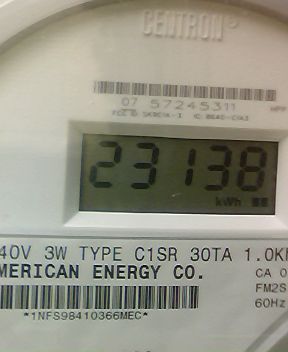 CENTRON®
07 57245311
23138
kWh
40V 3W TYPE C1SR 30TA 1.0K
MERICAN ENERGY CO.
CA 0
FM2S
60Hz
*1NFS98410366MEC*